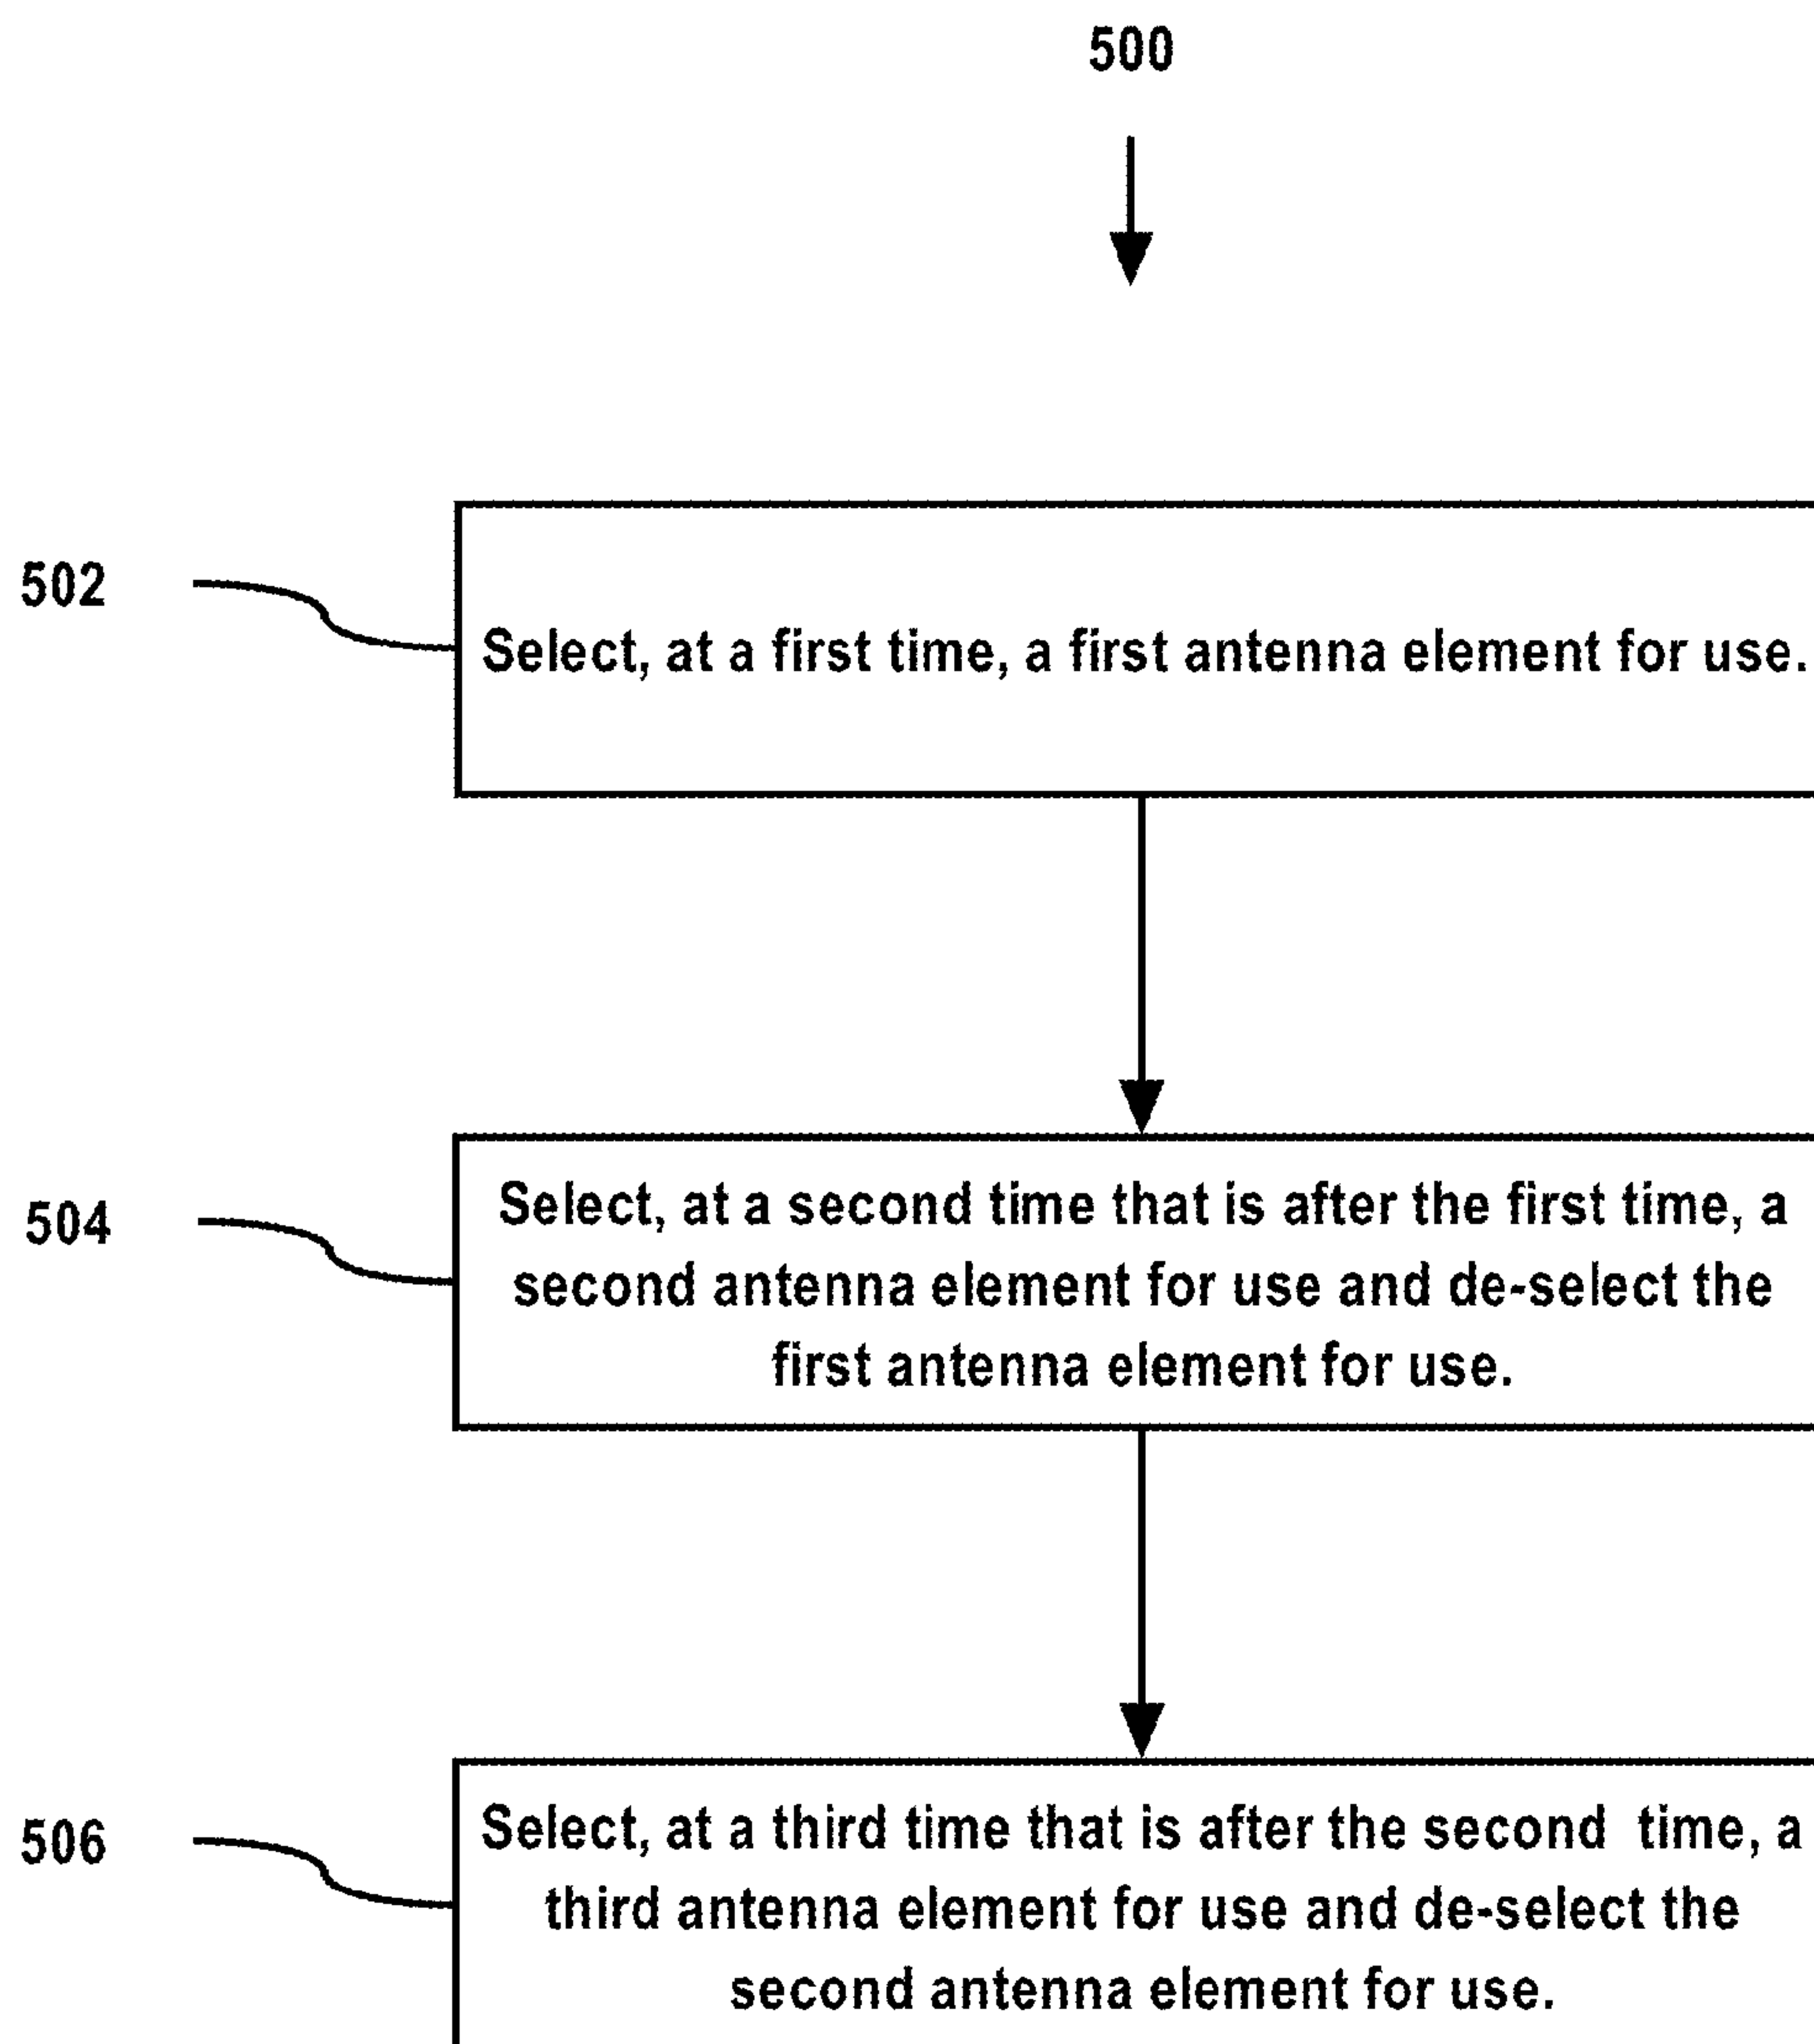 500
502
Select, at a first time, a first antenna element for use.
504
Select, at a second time that is after the first time, a
second antenna element for use and de-select the
first antenna element for use.
506
Select, at a third time that is after the second time, a
third antenna element for use and de-select the
second antenna element for use.